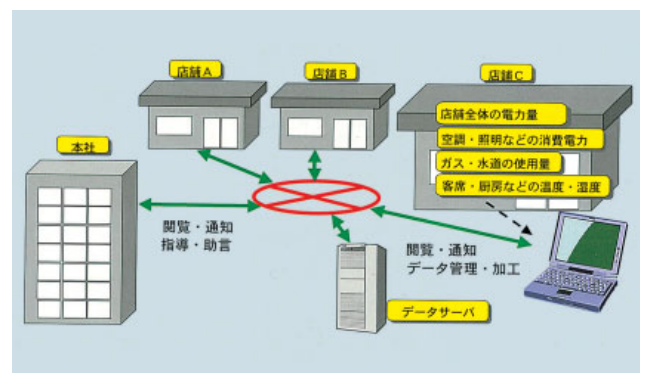 店舗A
店舗B
店舗C
店舗全体の電力量
空調・照明などの消費電力
ガス・水道の使用量
客席・厨房などの温度・湿度
本社
閲覧・通知
指導・助言
閲覧・通知
データ管理・加工
データサーバ